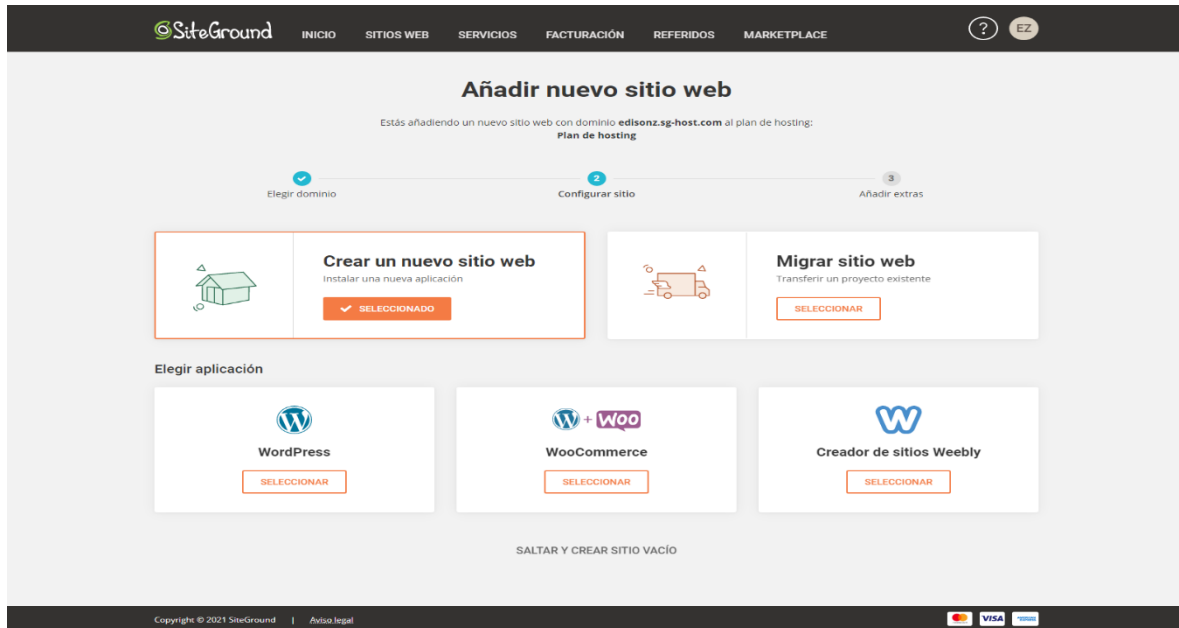 SiteGround INICIO SITIOS WEB SERVICIOS FACTURACIÓN REFERIDOS MARKETPLACE ? EZ
Añadir nuevo sitio web
Estás añadiendo un nuevo sitio web con dominio edisonz.sg-host.com al plan de hosting:
Plan de hosting
2 3
Elegir dominio Configurar sitio Añadir extras
Crear un nuevo sitio web
Instalar una nueva aplicación
SELECCIONADO
Migrar sitio web
Transferir un proyecto existente
SELECCIONAR
Elegir aplicación
W + Woo
WordPress WooCommerce Creador de sitios Weebly
SELECCIONAR SELECCIONAR SELECCIONAR
SALTAR Y CREAR SITIO VACÍO
Copyright © 2021 SiteGround | Aviso legal VISA